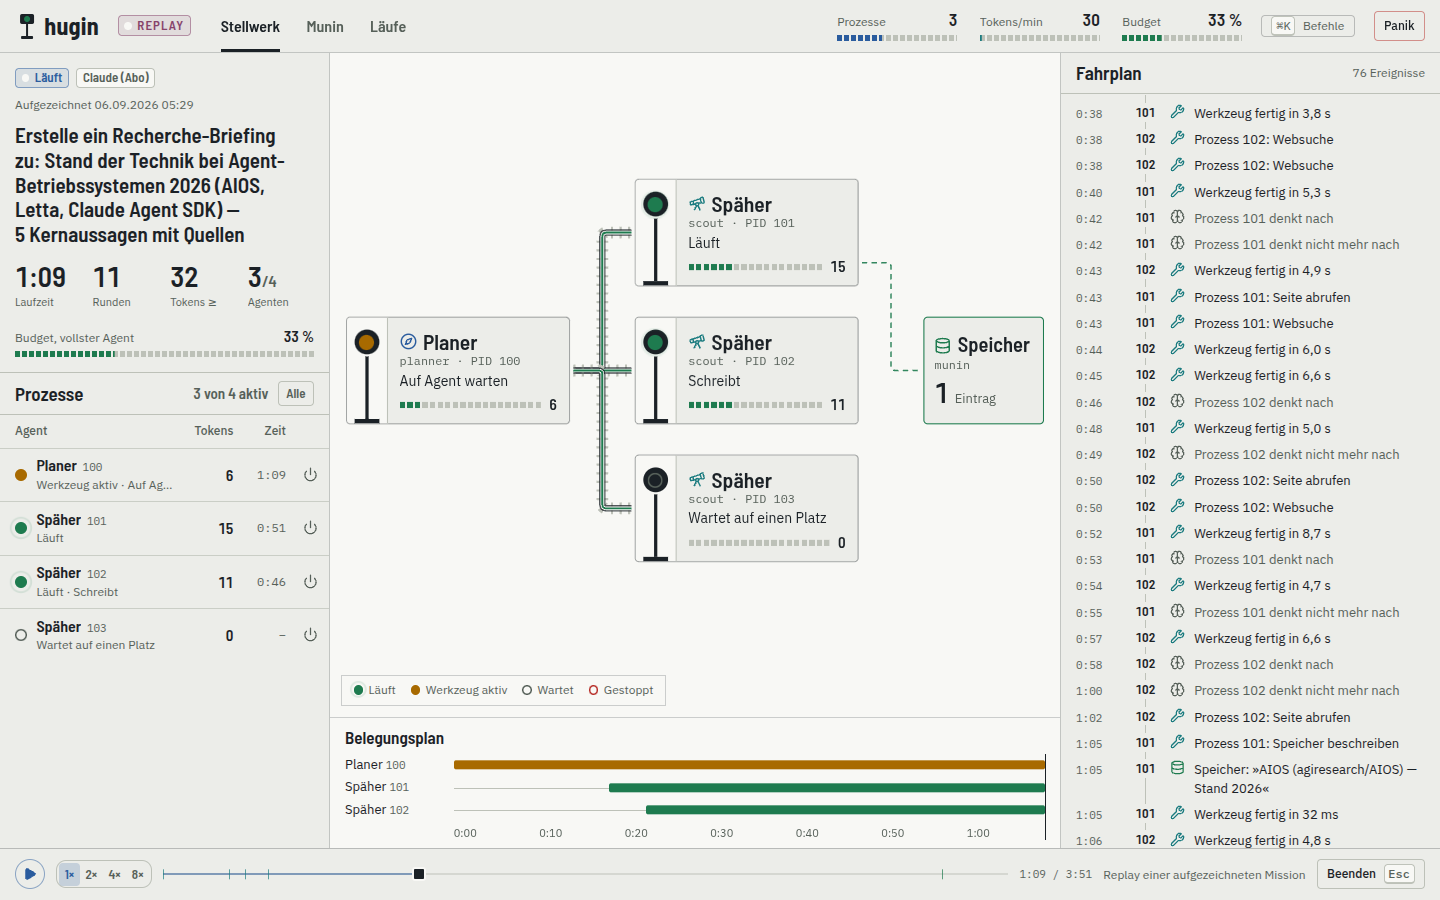 hugin
REPLAY
Stellwerk
Munin
Läufe
Prozesse 3
Tokens/min 30
Budget 33 %
⌘K Befehle
Panik
Läuft
Claude (Abo)
Aufgezeichnet 06.09.2026 05:29
Erstelle ein Recherche-Briefing
zu: Stand der Technik bei Agent-
Betriebssystemen 2026 (AIOS,
Letta, Claude Agent SDK) —
5 Kernaussagen mit Quellen
1:09 11 32 3/4
Laufzeit Runden Tokens ≥ Agenten
Budget, vollster Agent 33 %
Prozesse 3 von 4 aktiv Alle
Agent Tokens Zeit
Planer 100 6 1:09
Werkzeug aktiv · Auf Ag...
Späher 101 15 0:51
Läuft
Späher 102 11 0:46
Läuft · Schreibt
Späher 103 0 –
Wartet auf einen Platz
Planer
planner · PID 100
Auf Agent warten
6
Späher
scout · PID 101
Läuft
15
Späher
scout · PID 102
Schreibt
11
Späher
scout · PID 103
Wartet auf einen Platz
0
Speicher
munin
1 Eintrag
Läuft Werkzeug aktiv Wartet Gestoppt
Belegungsplan
Planer 100
Späher 101
Späher 102
0:00 0:10 0:20 0:30 0:40 0:50 1:00
Fahrplan 76 Ereignisse
0:38 101 Werkzeug fertig in 3,8 s
0:38 102 Prozess 102: Websuche
0:38 102 Prozess 102: Websuche
0:40 101 Werkzeug fertig in 5,3 s
0:42 101 Prozess 101 denkt nach
0:42 101 Prozess 101 denkt nicht mehr nach
0:43 102 Werkzeug fertig in 4,9 s
0:43 101 Prozess 101: Seite abrufen
0:43 101 Prozess 101: Websuche
0:44 102 Werkzeug fertig in 6,0 s
0:45 102 Werkzeug fertig in 6,6 s
0:46 102 Prozess 102 denkt nach
0:48 101 Werkzeug fertig in 5,0 s
0:49 102 Prozess 102 denkt nicht mehr nach
0:50 102 Prozess 102: Seite abrufen
0:50 102 Prozess 102: Websuche
0:52 101 Werkzeug fertig in 8,7 s
0:53 101 Prozess 101 denkt nach
0:54 102 Werkzeug fertig in 4,7 s
0:55 101 Prozess 101 denkt nicht mehr nach
0:57 102 Werkzeug fertig in 6,6 s
0:58 102 Prozess 102 denkt nach
1:00 102 Prozess 102 denkt nicht mehr nach
1:02 102 Prozess 102: Seite abrufen
1:05 101 Prozess 101: Speicher beschreiben
1:05 101 Speicher: »AIOS (agiresearch/AIOS) —
Stand 2026«
1:05 101 Werkzeug fertig in 32 ms
1:06 102 Werkzeug fertig in 4,8 s
1× 2× 4× 8×
1:09 / 3:51
Replay einer aufgezeichneten Mission
Beenden Esc